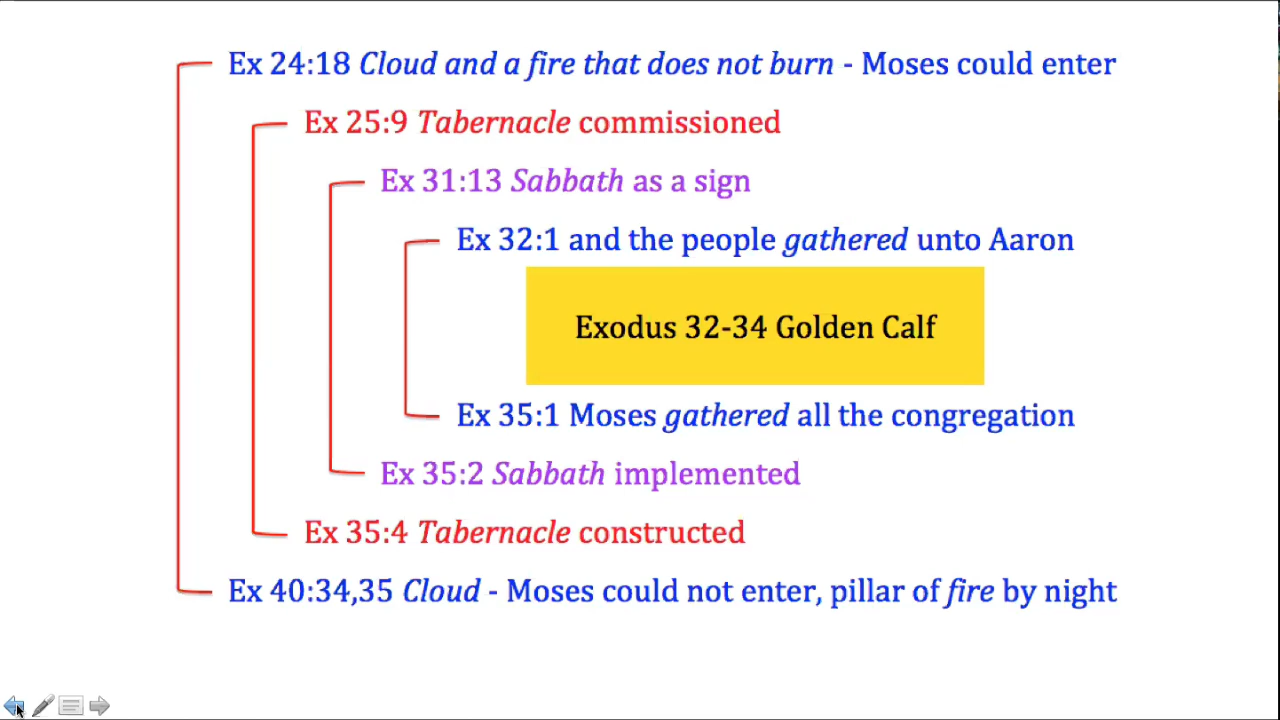 Ex 24:18 Cloud and a fire that does not burn - Moses could enter
Ex 25:9 Tabernacle commissioned
Ex 31:13 Sabbath as a sign
Ex 32:1 and the people gathered unto Aaron
Exodus 32-34 Golden Calf
Ex 35:1 Moses gathered all the congregation
Ex 35:2 Sabbath implemented
Ex 35:4 Tabernacle constructed
Ex 40:34,35 Cloud - Moses could not enter, pillar of fire by night